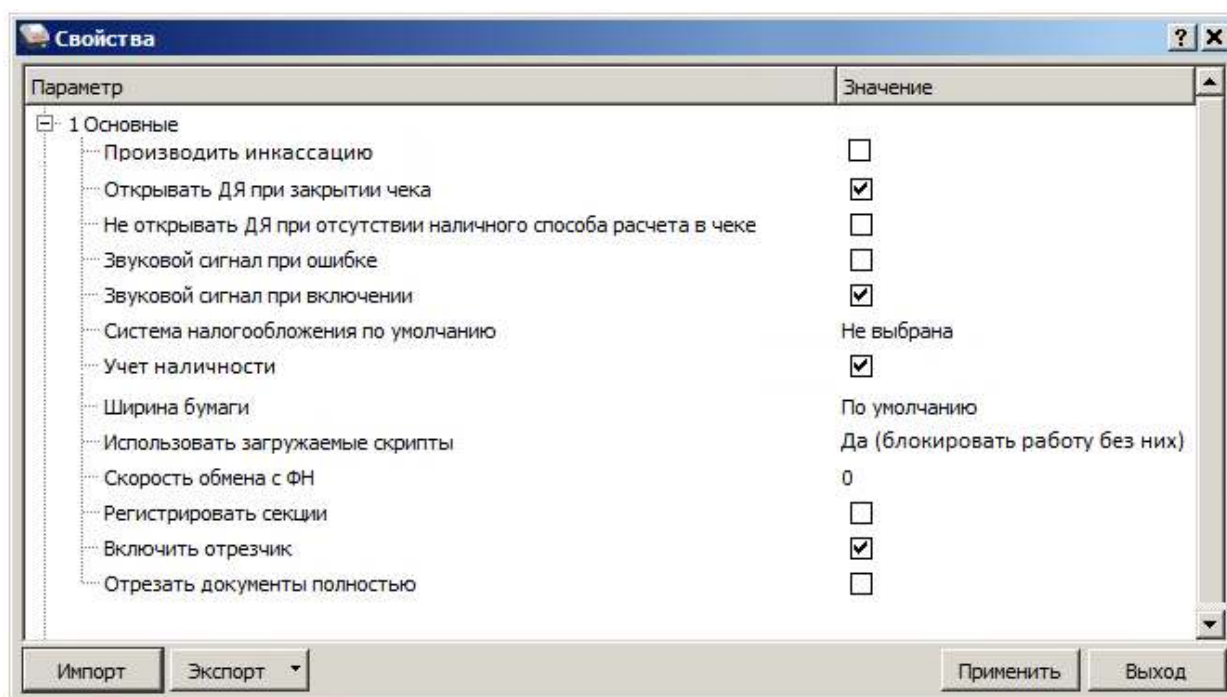 Свойства
Параметр Значение
1 Основные
Производить инкассацию
Открывать ДЯ при закрытии чека
Не открывать ДЯ при отсутствии наличного способа расчета в чеке
Звуковой сигнал при ошибке
Звуковой сигнал при включении
Система налогообложения по умолчанию Не выбрана
Учет наличности
Ширина бумаги По умолчанию
Использовать загружаемые скрипты Да (блокировать работу без них)
Скорость обмена с ФН 0
Регистрировать секции
Включить отрезчик
Отрезать документы полностью
Импорт Экспорт Применить Выход